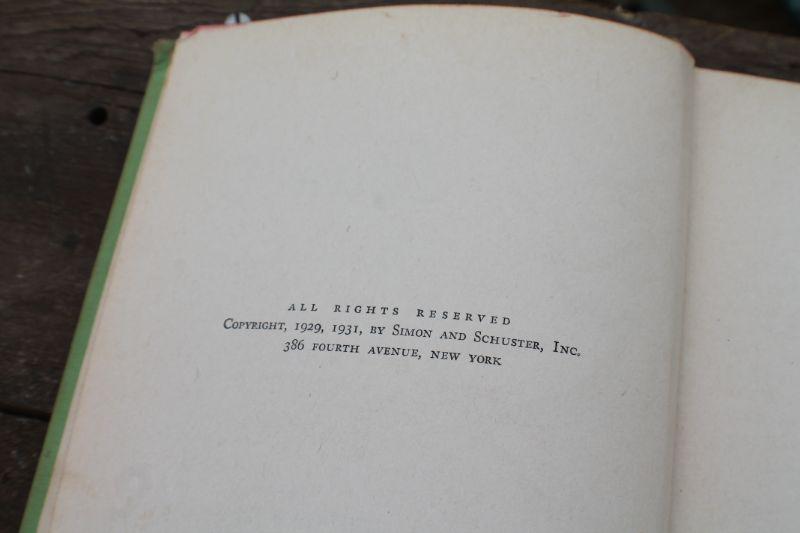 ALL RIGHTS RESERVED
COPYRIGHT, 1929, 1931, BY SIMON AND SCHUSTER, INC.
386 FOURTH AVENUE, NEW YORK